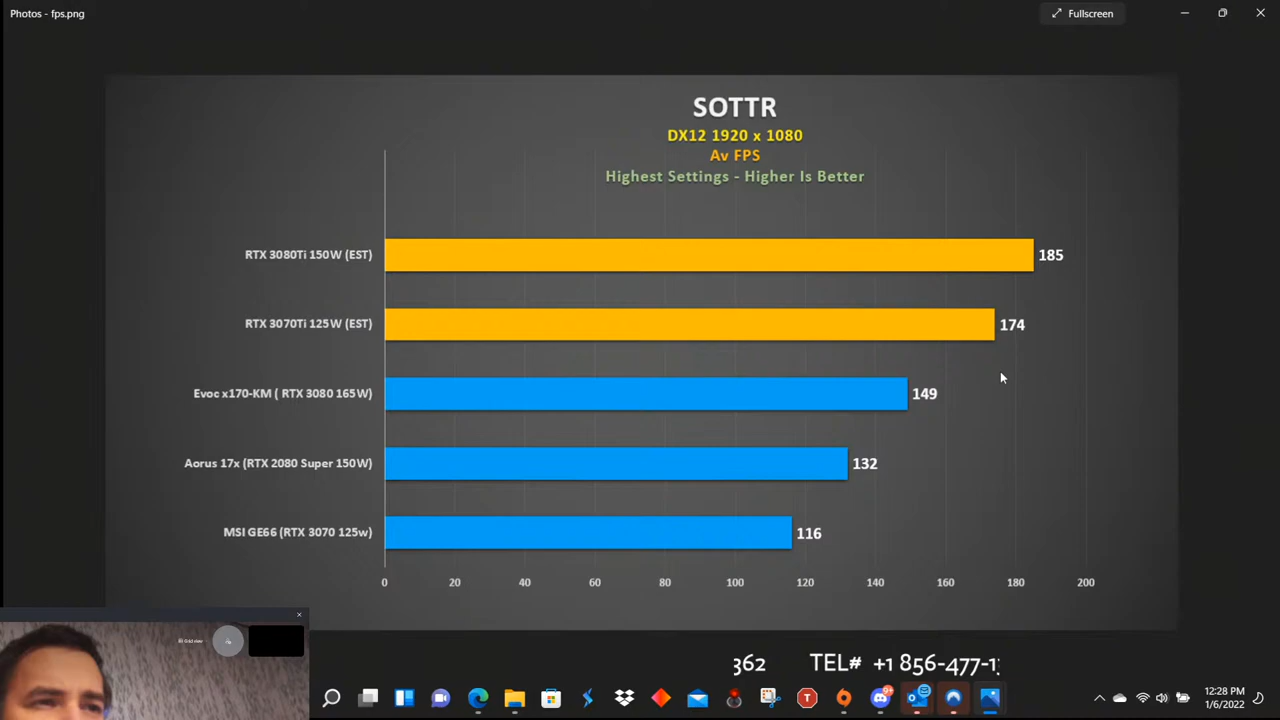 Photos - fps.png
Fullscreen
SOTTR
DX12 1920 x 1080
Av FPS
Highest Settings - Higher Is Better
RTX 3080Ti 150W (EST)
185
RTX 3070Ti 125W (EST)
174
Evoc x170-KM ( RTX 3080 165W)
149
Aorus 17x (RTX 2080 Super 150W)
132
MSI GE66 (RTX 3070 125w)
116
0 20 40 60 80 100 120 140 160 180 200
Grid view
362 TEL# +1 856-477-1
T
9+
12:28 PM
1/6/2022